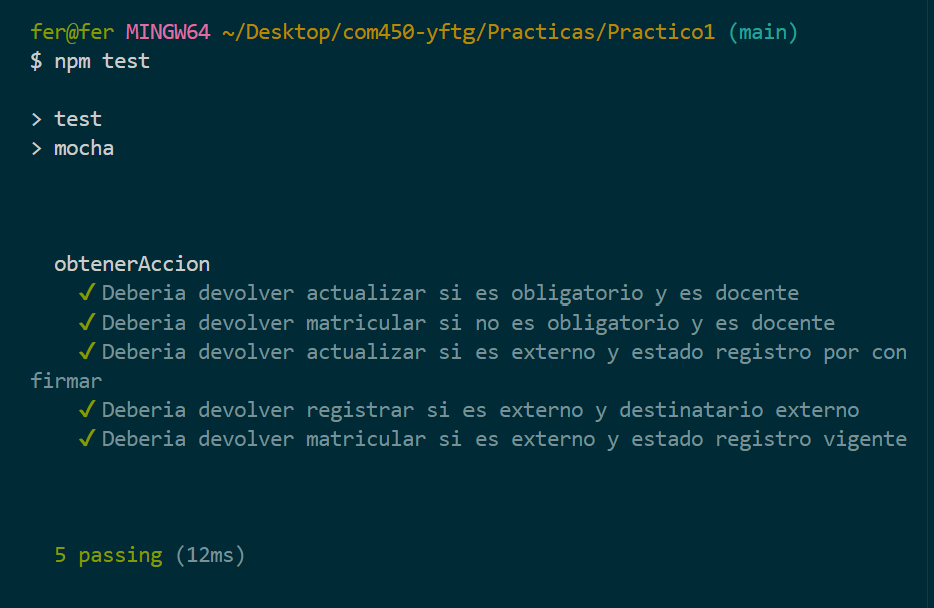 fer@fer MINGW64 ~/Desktop/com450-yftg/Practicas/Practico1 (main)
$ npm test
> test
> mocha
obtenerAccion
✓ Deberia devolver actualizar si es obligatorio y es docente
✓ Deberia devolver matricular si no es obligatorio y es docente
✓ Deberia devolver actualizar si es externo y estado registro por con
firmar
✓ Deberia devolver registrar si es externo y destinatario externo
✓ Deberia devolver matricular si es externo y estado registro vigente
5 passing (12ms)